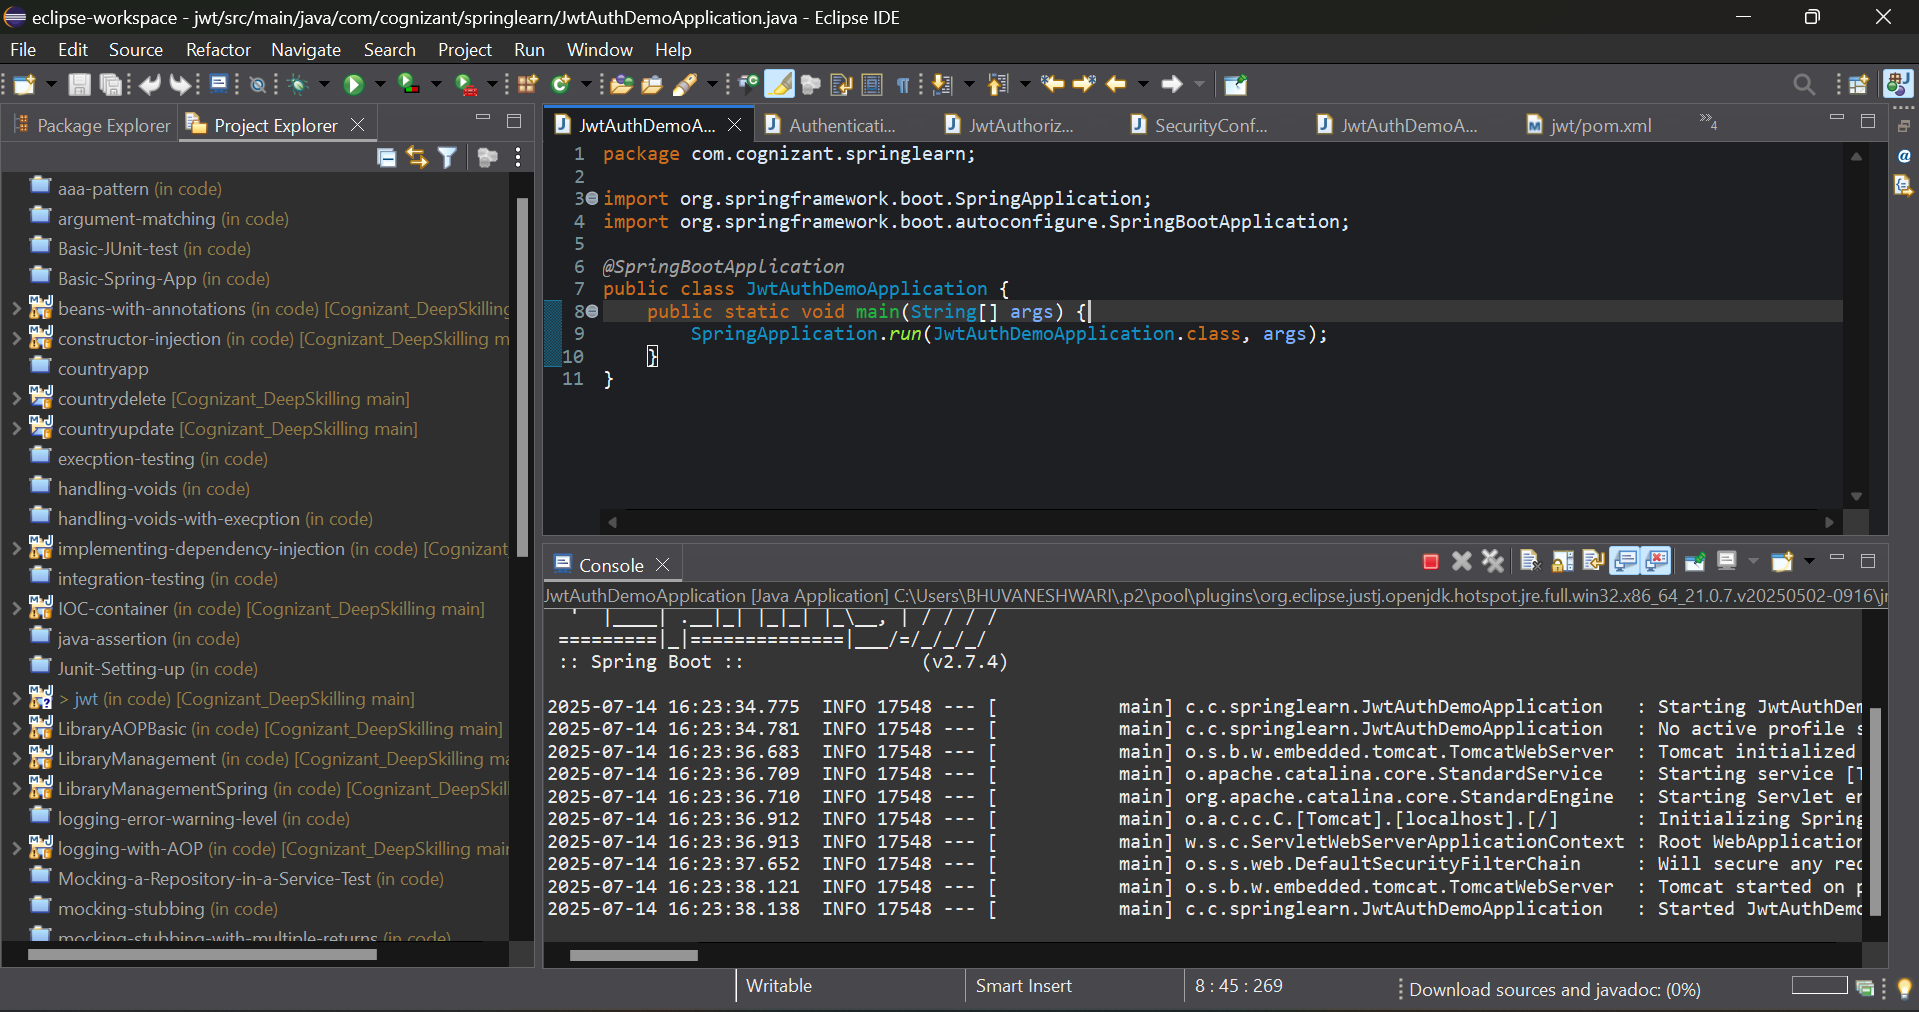 eclipse-workspace - jwt/src/main/java/com/cognizant/springlearn/JwtAuthDemoApplication.java - Eclipse IDE
File Edit Source Refactor Navigate Search Project Run Window Help
Package Explorer Project Explorer
aaa-pattern (in code)
argument-matching (in code)
Basic-JUnit-test (in code)
Basic-Spring-App (in code)
beans-with-annotations (in code) [Cognizant_DeepSkilling
constructor-injection (in code) [Cognizant_DeepSkilling m
countryapp
countrydelete [Cognizant_DeepSkilling main]
countryupdate [Cognizant_DeepSkilling main]
execption-testing (in code)
handling-voids (in code)
handling-voids-with-execption (in code)
implementing-dependency-injection (in code) [Cognizant
integration-testing (in code)
IOC-container (in code) [Cognizant_DeepSkilling main]
java-assertion (in code)
Junit-Setting-up (in code)
> jwt (in code) [Cognizant_DeepSkilling main]
LibraryAOPBasic (in code) [Cognizant_DeepSkilling main]
LibraryManagement (in code) [Cognizant_DeepSkilling ma
LibraryManagementSpring (in code) [Cognizant_DeepSkil
logging-error-warning-level (in code)
logging-with-AOP (in code) [Cognizant_DeepSkilling mai
Mocking-a-Repository-in-a-Service-Test (in code)
mocking-stubbing (in code)
mocking-stubbing-with-multiple-returns (in code)
JwtAuthDemoA... Authenticati... JwtAuthoriz... SecurityConf... JwtAuthDemoA... jwt/pom.xml »4
1 package com.cognizant.springlearn;
2
3 import org.springframework.boot.SpringApplication;
4 import org.springframework.boot.autoconfigure.SpringBootApplication;
5
6 @SpringBootApplication
7 public class JwtAuthDemoApplication {
8 public static void main(String[] args) {
9 SpringApplication.run(JwtAuthDemoApplication.class, args);
10 }
11 }
Console
JwtAuthDemoApplication [Java Application] C:\Users\BHUVANESHWARI\.p2\pool\plugins\org.eclipse.justj.openjdk.hotspot.jre.full.win32.x86_64_21.0.7.v20250502-0916\jr
' |____| .__|_| |_|_| |_\__, | / / / /
=========|_|==============|___/=/_/_/_/
:: Spring Boot :: (v2.7.4)
2025-07-14 16:23:34.775 INFO 17548 --- [ main] c.c.springlearn.JwtAuthDemoApplication : Starting JwtAuthDem
2025-07-14 16:23:34.781 INFO 17548 --- [ main] c.c.springlearn.JwtAuthDemoApplication : No active profile s
2025-07-14 16:23:36.683 INFO 17548 --- [ main] o.s.b.w.embedded.tomcat.TomcatWebServer : Tomcat initialized
2025-07-14 16:23:36.709 INFO 17548 --- [ main] o.apache.catalina.core.StandardService : Starting service [T
2025-07-14 16:23:36.710 INFO 17548 --- [ main] org.apache.catalina.core.StandardEngine : Starting Servlet en
2025-07-14 16:23:36.912 INFO 17548 --- [ main] o.a.c.c.C.[Tomcat].[localhost].[/] : Initializing Spring
2025-07-14 16:23:36.913 INFO 17548 --- [ main] w.s.c.ServletWebServerApplicationContext : Root WebApplication
2025-07-14 16:23:37.652 INFO 17548 --- [ main] o.s.s.web.DefaultSecurityFilterChain : Will secure any req
2025-07-14 16:23:38.121 INFO 17548 --- [ main] o.s.b.w.embedded.tomcat.TomcatWebServer : Tomcat started on p
2025-07-14 16:23:38.138 INFO 17548 --- [ main] c.c.springlearn.JwtAuthDemoApplication : Started JwtAuthDemo
Writable Smart Insert 8 : 45 : 269 Download sources and javadoc: (0%)